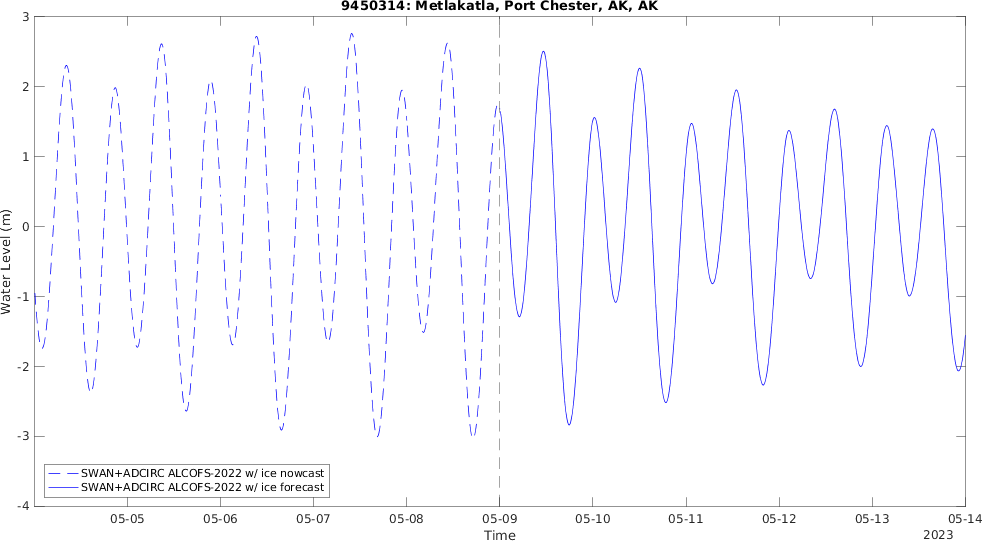 9450314: Metlakatla, Port Chester, AK, AK
3
2
1
0
-1
-2
-3
-4
Water Level (m)
SWAN+ADCIRC ALCOFS-2022 w/ ice nowcast
SWAN+ADCIRC ALCOFS-2022 w/ ice forecast
05-05 05-06 05-07 05-08 05-09 05-10 05-11 05-12 05-13 05-14
Time
2023